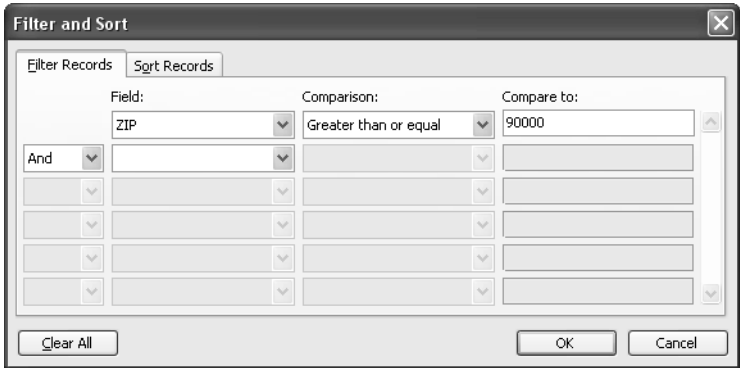 Filter and Sort
Filter Records Sort Records
Field: Comparison: Compare to:
ZIP Greater than or equal 90000
And
Clear All OK Cancel